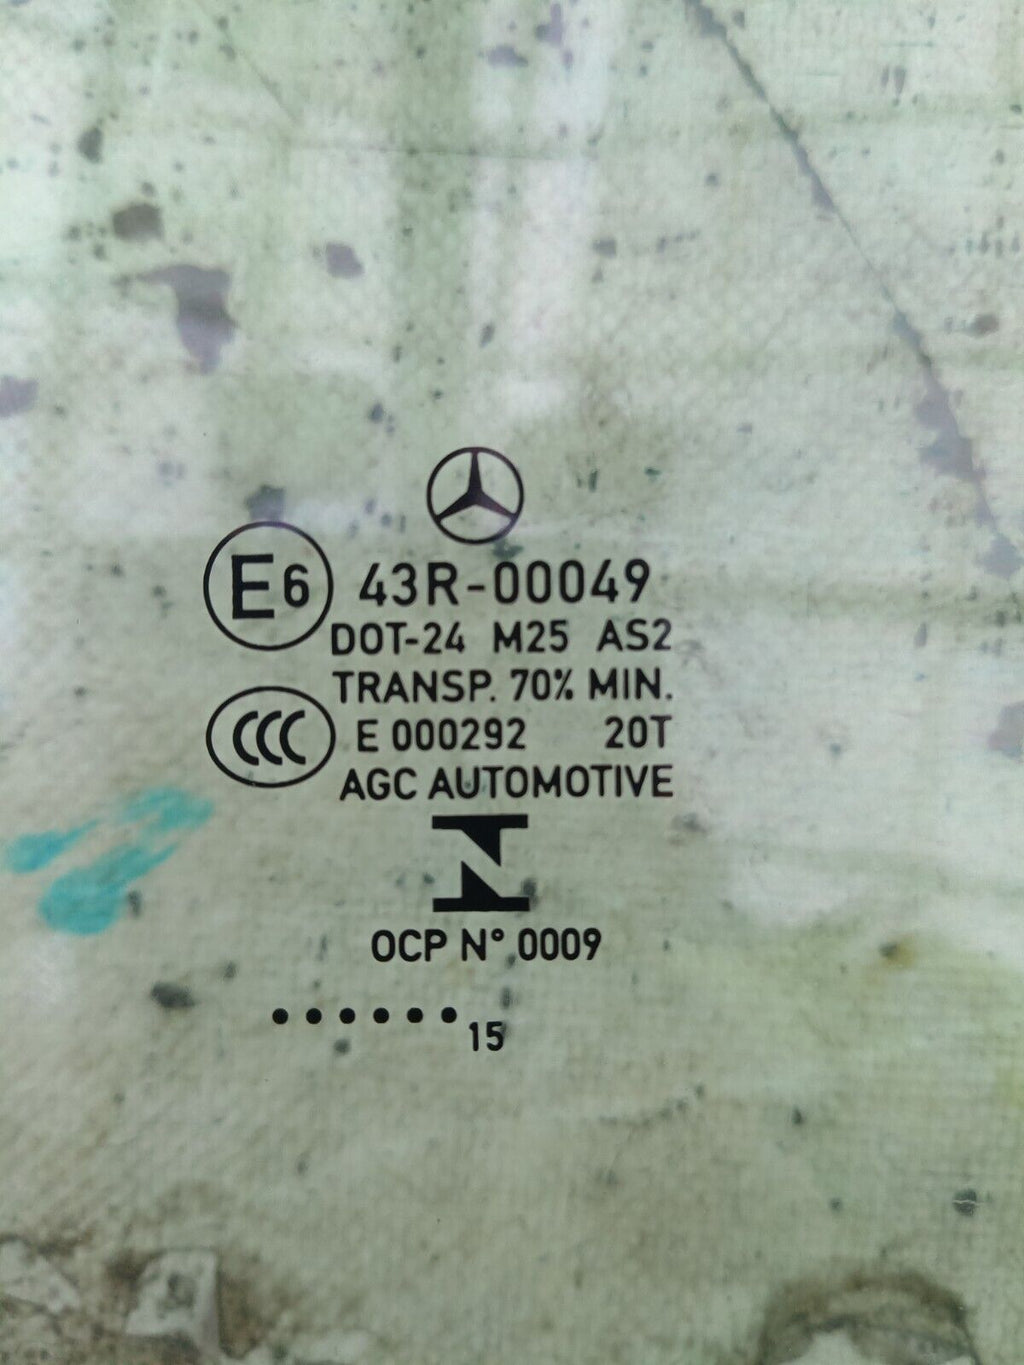 E6 43R-00049
DOT-24 M25 AS2
TRANSP. 70% MIN.
CCC E 000292 20T
AGC AUTOMOTIVE
N
OCP N° 0009
...... 15